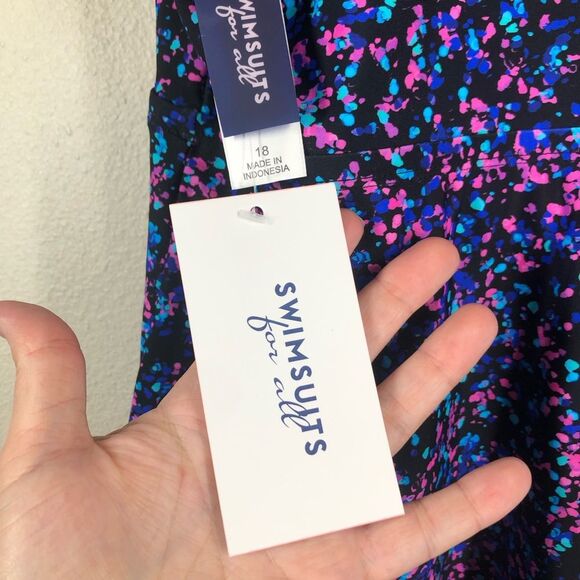 SWIMSUITS
for all
18
MADE IN
INDONESIA
SWIMSUITS
for all